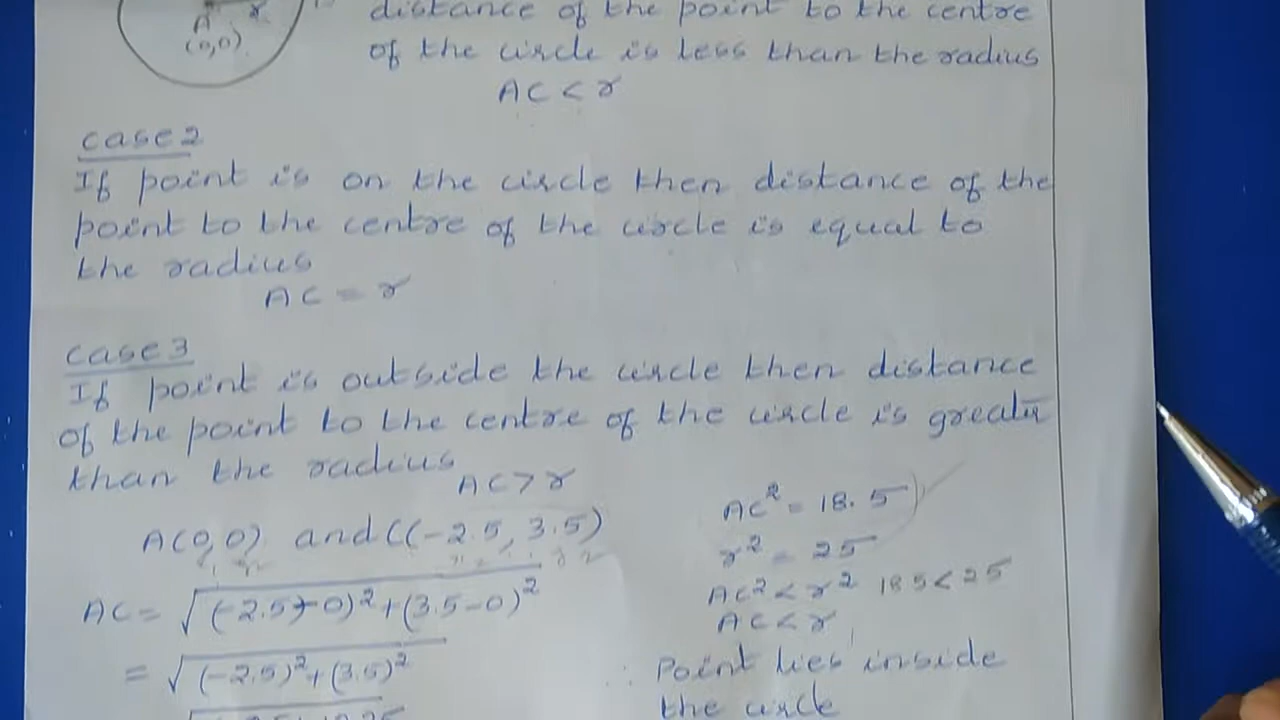 A r
(0,0)
distance of the point to the centre
of the circle is less than the radius
AC < r
case 2
If point is on the circle then distance of the
point to the centre of the circle is equal to
the radius
AC = r
case 3
If point is outside the circle then distance
of the point to the centre of the circle is greater
than the radius
AC > r
A(0,0) and C(-2.5, 3.5)
AC = √(-2.5-0)²+(3.5-0)²
= √(-2.5)²+(3.5)²
AC² = 18.5
r² = 25
AC² < r² 18.5 < 25
AC < r
∴ Point lies inside
the circle